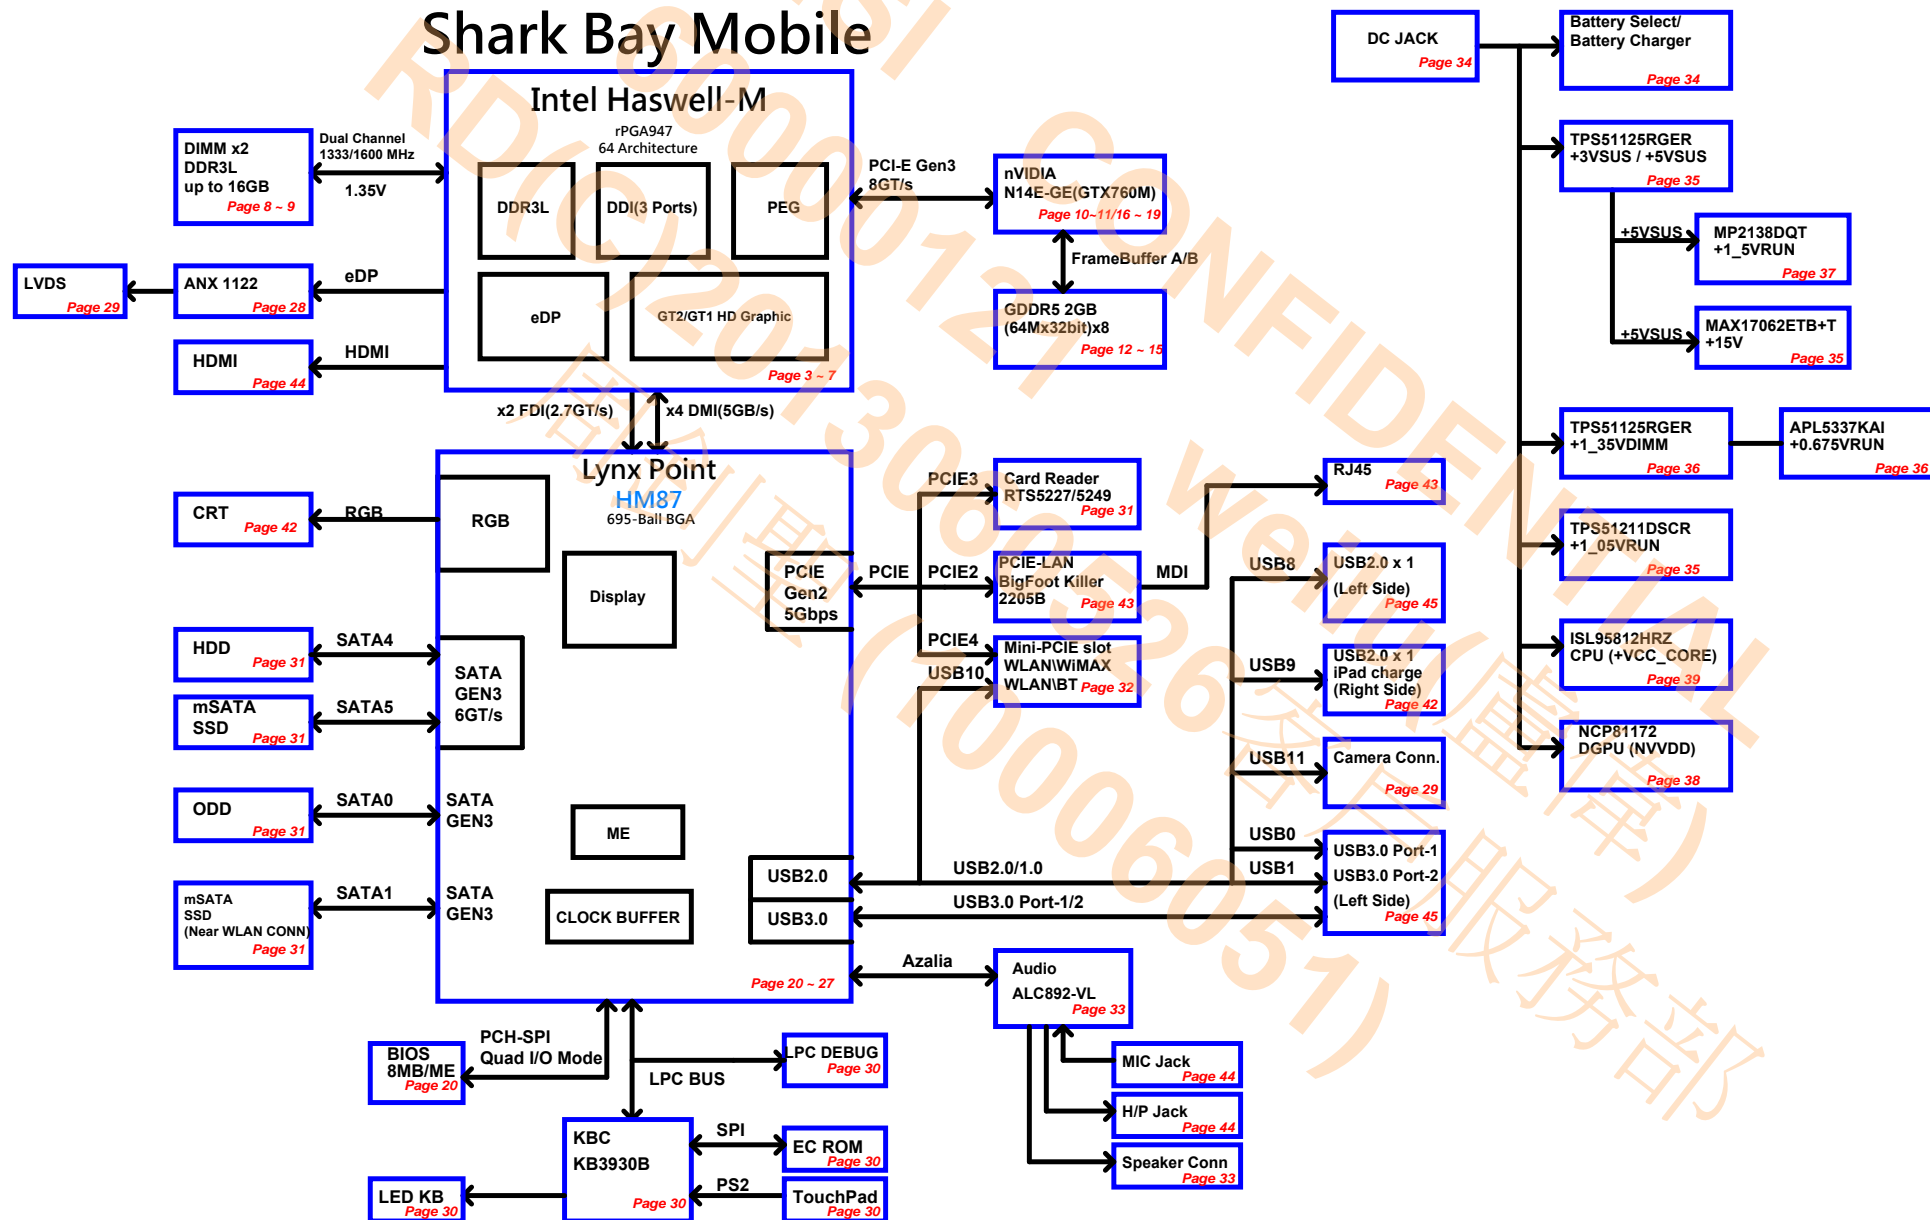 Shark Bay Mobile
Intel Haswell-M
rPGA947
64 Architecture
DDR3L
DDI(3 Ports)
PEG
eDP
GT2/GT1 HD Graphic
Page 3 ~ 7
DIMM x2
DDR3L
up to 16GB
Page 8 ~ 9
Dual Channel
1333/1600 MHz
1.35V
LVDS
Page 29
ANX 1122
Page 28
eDP
HDMI
Page 44
HDMI
PCI-E Gen3
8GT/s
nVIDIA
N14E-GE(GTX760M)
Page 10~11/16 ~ 19
FrameBuffer A/B
GDDR5 2GB
(64Mx32bit)x8
Page 12 ~ 15
x2 FDI(2.7GT/s)
x4 DMI(5GB/s)
Lynx Point
HM87
695-Ball BGA
RGB
Display
PCIE
Gen2
5Gbps
SATA
GEN3
6GT/s
SATA
GEN3
SATA
GEN3
ME
CLOCK BUFFER
USB2.0
USB3.0
Page 20 ~ 27
CRT
Page 42
RGB
HDD
Page 31
SATA4
mSATA
SSD
Page 31
SATA5
ODD
Page 31
SATA0
mSATA
SSD
(Near WLAN CONN)
Page 31
SATA1
PCIE
PCIE3
Card Reader
RTS5227/5249
Page 31
PCIE2
PCIE-LAN
BigFoot Killer
2205B
Page 43
MDI
RJ45
Page 43
PCIE4
USB10
Mini-PCIE slot
WLAN\WiMAX
WLAN\BT
Page 32
USB8
USB2.0 x 1
(Left Side)
Page 45
USB9
USB2.0 x 1
iPad charge
(Right Side)
Page 42
USB11
Camera Conn.
Page 29
USB0
USB1
USB3.0 Port-1
USB3.0 Port-2
(Left Side)
Page 45
USB2.0/1.0
USB3.0 Port-1/2
Azalia
Audio
ALC892-VL
Page 33
MIC Jack
Page 44
H/P Jack
Page 44
Speaker Conn
Page 33
PCH-SPI
Quad I/O Mode
BIOS
8MB/ME
Page 20
LPC BUS
LPC DEBUG
Page 30
KBC
KB3930B
Page 30
SPI
EC ROM
Page 30
PS2
TouchPad
Page 30
LED KB
Page 30
DC JACK
Page 34
Battery Select/
Battery Charger
Page 34
TPS51125RGER
+3VSUS / +5VSUS
Page 35
+5VSUS
MP2138DQT
+1_5VRUN
Page 37
+5VSUS
MAX17062ETB+T
+15V
Page 35
TPS51125RGER
+1_35VDIMM
Page 36
APL5337KAI
+0.675VRUN
Page 36
TPS51211DSCR
+1_05VRUN
Page 35
ISL95812HRZ
CPU (+VCC_CORE)
Page 39
NCP81172
DGPU (NVVDD)
Page 38
CONFIDENTIAL
weilu(盧偉)
客戶服務部